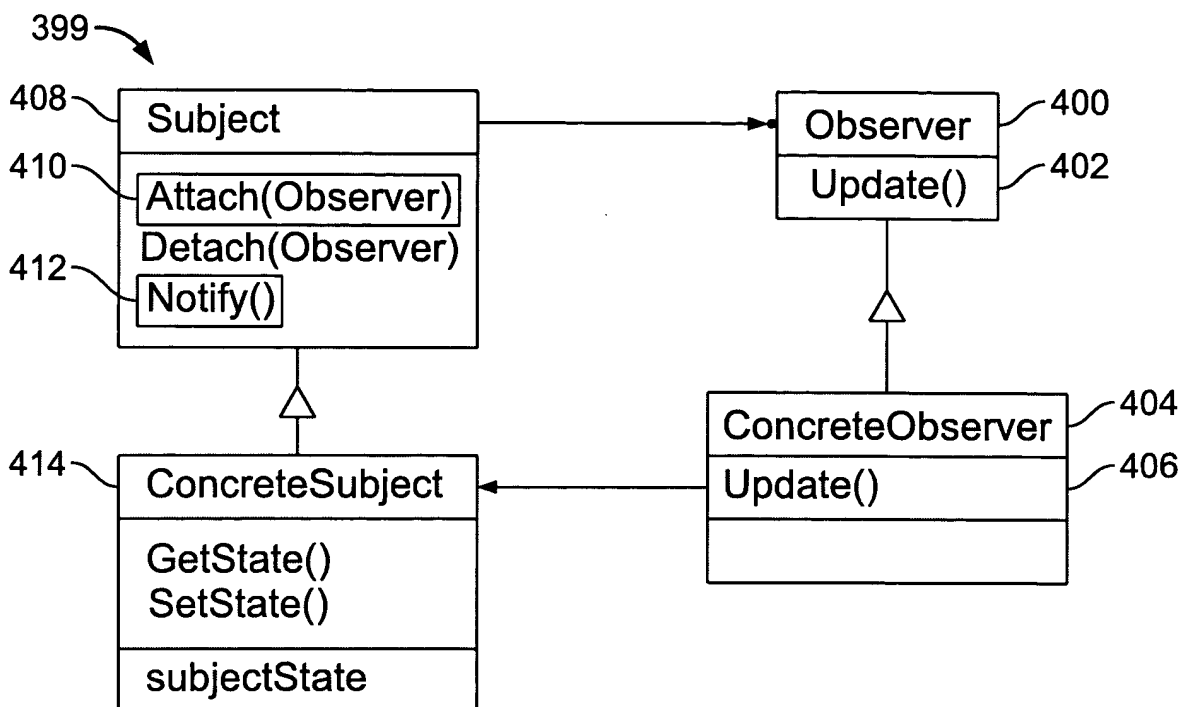 399
408
Subject
Observer
400
410
Attach(Observer)
Update()
402
Detach(Observer)
412
Notify()
ConcreteObserver
404
414
ConcreteSubject
Update()
406
GetState()
SetState()
subjectState